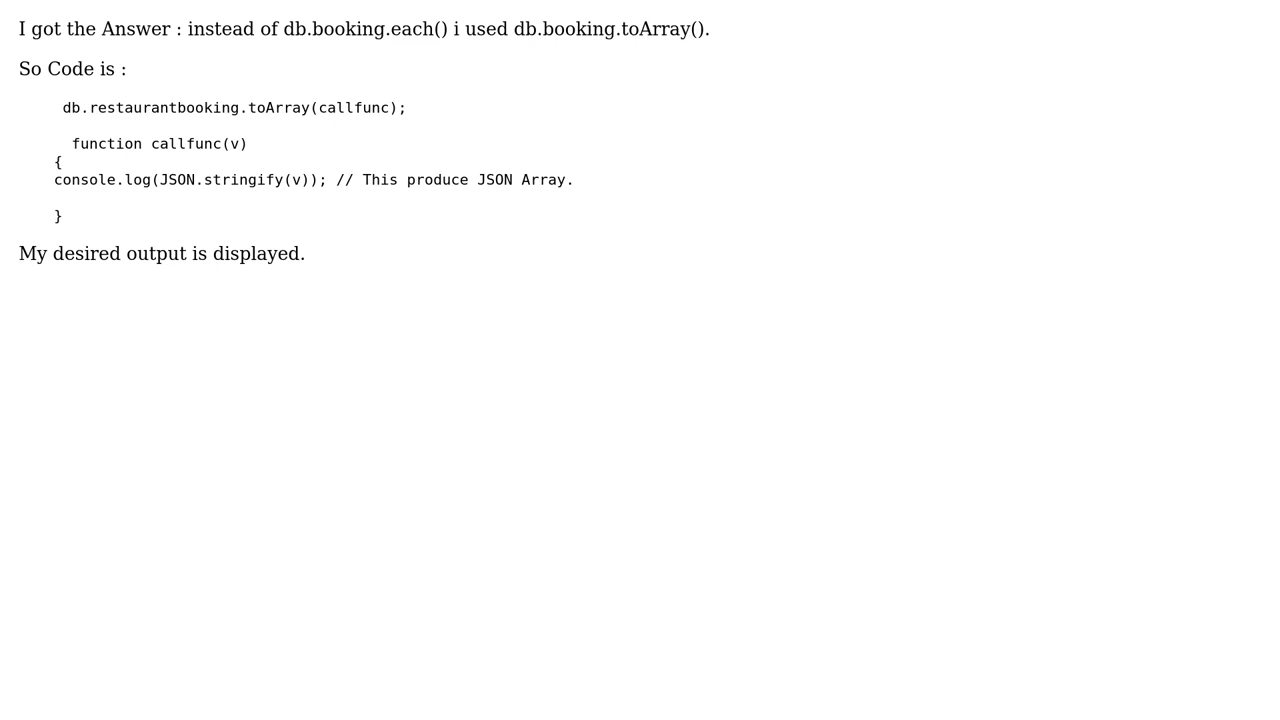 I got the Answer : instead of db.booking.each() i used db.booking.toArray().
So Code is :
db.restaurantbooking.toArray(callfunc);
function callfunc(v)
{
console.log(JSON.stringify(v)); // This produce JSON Array.
}
My desired output is displayed.